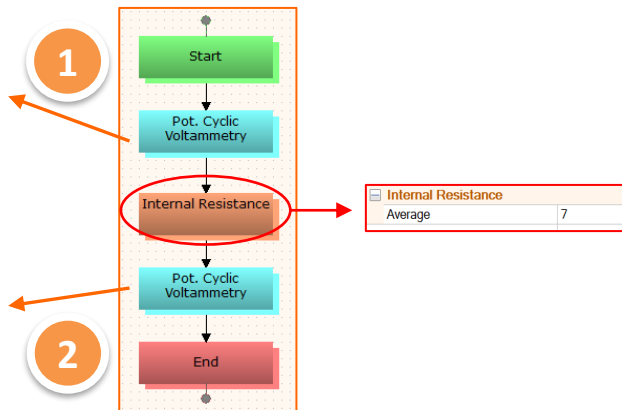 1
Start
Pot. Cyclic
Voltammetry
Internal Resistance
Internal Resistance
Average 7
Pot. Cyclic
Voltammetry
2
End